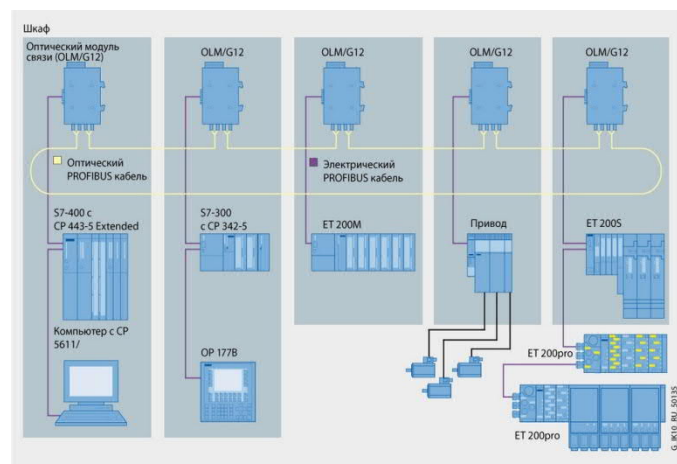 Шкаф
Оптический модуль
связи (OLM/G12)
OLM/G12
OLM/G12
OLM/G12
OLM/G12
Оптический
PROFIBUS кабель
Электрический
PROFIBUS кабель
S7-400 с
CP 443-5 Extended
S7-300
с CP 342-5
ET 200M
Привод
ET 200S
Компьютер с CP
5611/
OP 177B
ET 200pro
ET 200pro
G_IK10_RU_50135